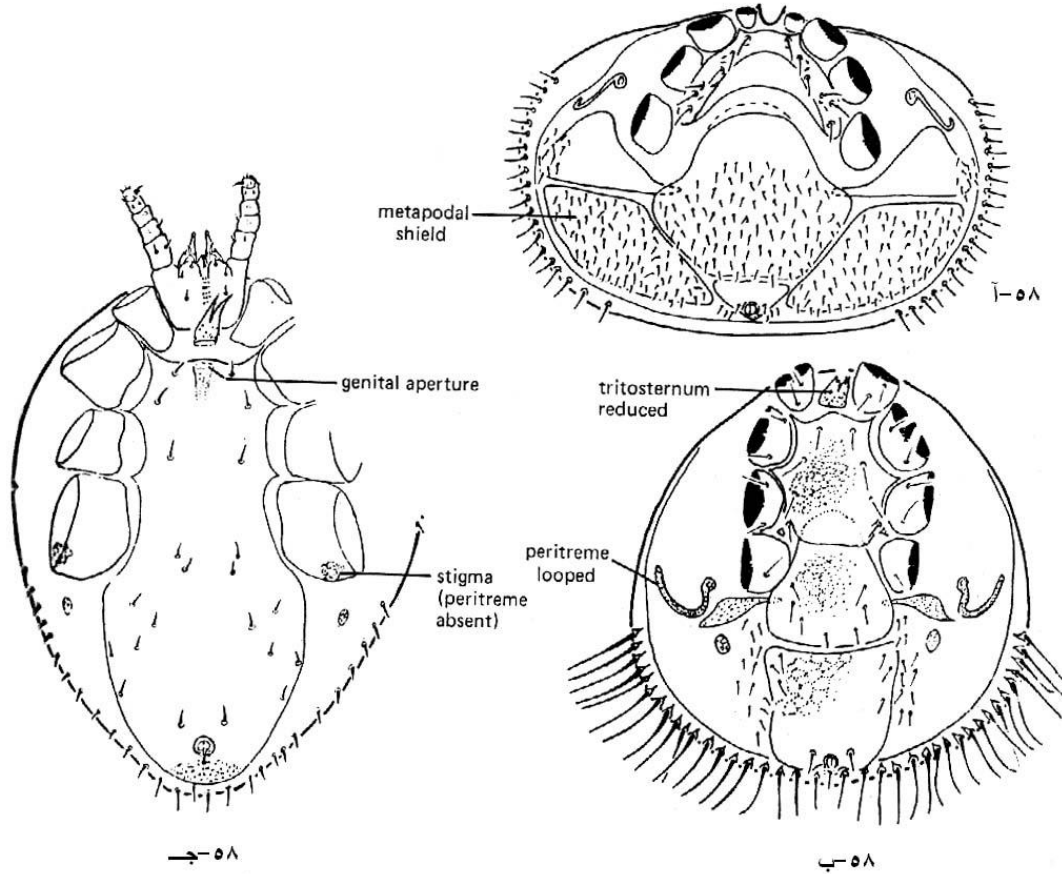 metapodal
shield
٥٨-آ
genital aperture
tritosternum
reduced
peritreme
looped
stigma
(peritreme
absent)
٥٨-جـ
٥٨-ب